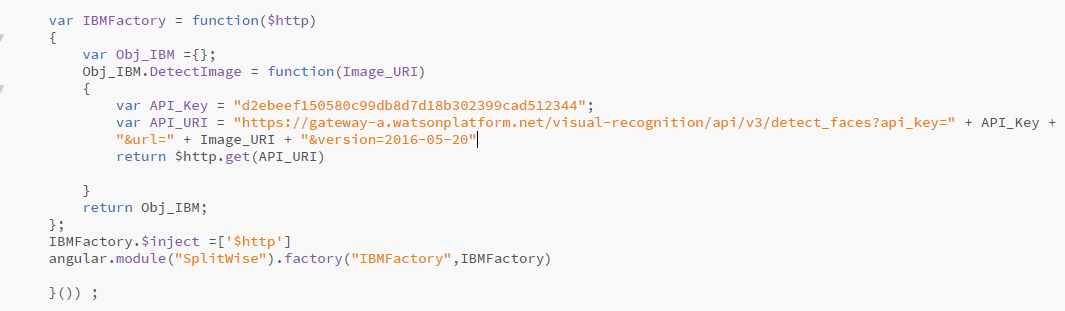 var IBMFactory = function($http)
{
var Obj_IBM ={};
Obj_IBM.DetectImage = function(Image_URI)
{
var API_Key = "d2ebeef150580c99db8d7d18b302399cad512344";
var API_URI = "https://gateway-a.watsonplatform.net/visual-recognition/api/v3/detect_faces?api_key=" + API_Key +
"&url=" + Image_URI + "&version=2016-05-20"
return $http.get(API_URI)
}
return Obj_IBM;
};
IBMFactory.$inject =['$http']
angular.module("SplitWise").factory("IBMFactory",IBMFactory)
}()) ;